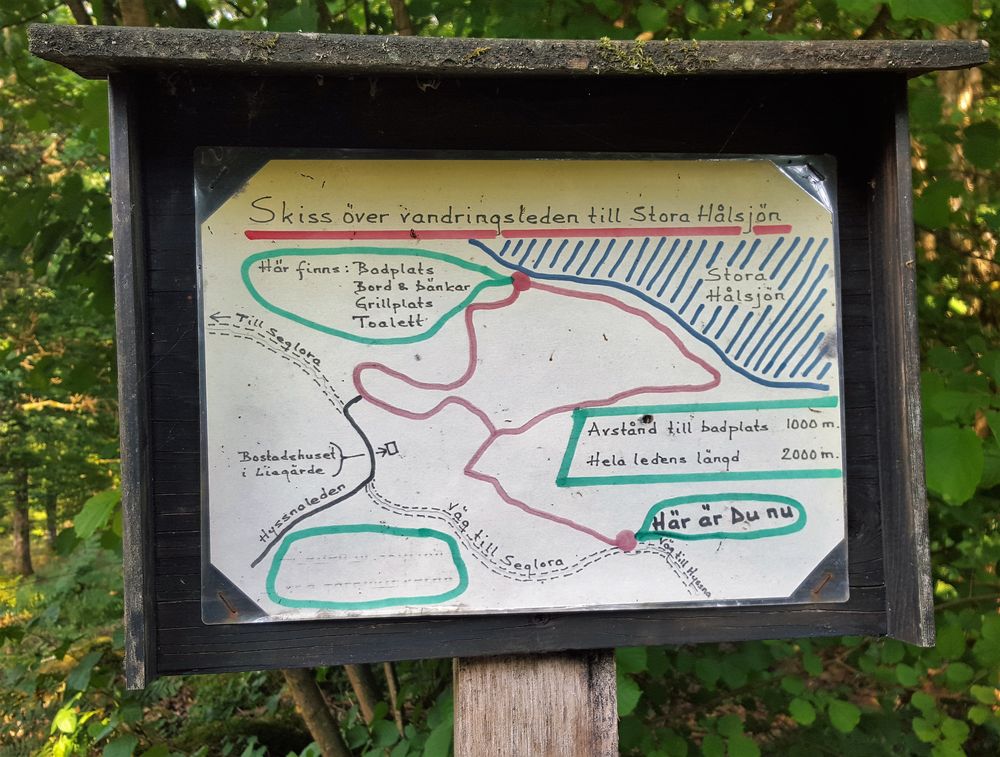 Skiss över vandringsleden till Stora Hålsjön
Här finns: Badplats
Bord & bänkar
Grillplats
Toalett
Stora
Hålsjön
Till Seglora
Avstånd till badplats 1000 m.
Hela ledens längd 2000 m.
Bostadshuset
i Liagärde
Hyssnaleden
Väg till Seglora
Här är Du nu
Väg till Hyssna